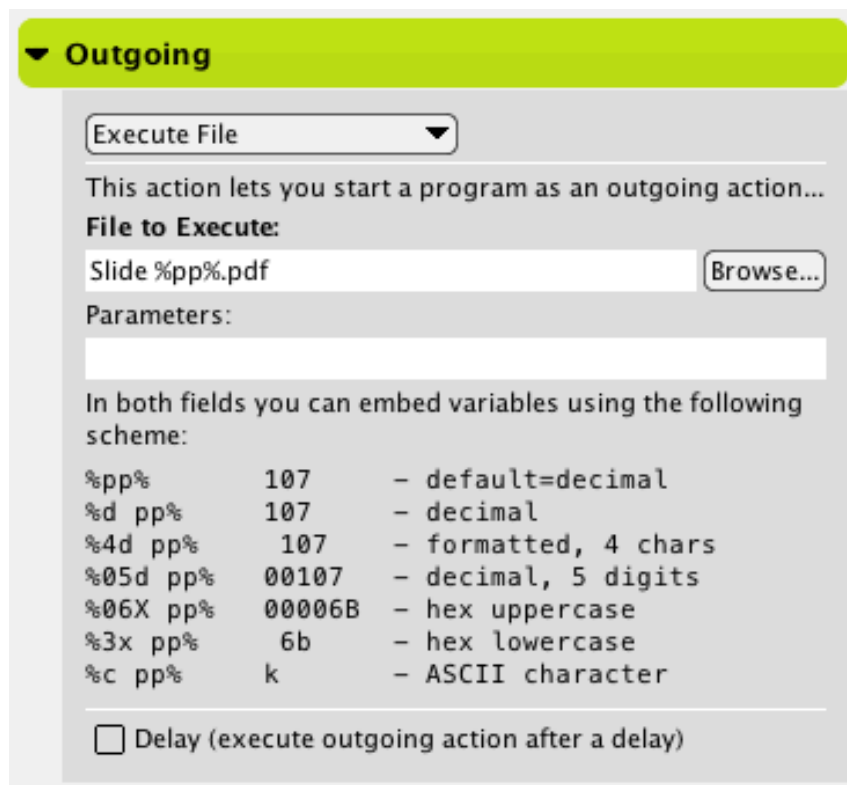 Outgoing
Execute File
This action lets you start a program as an outgoing action...
File to Execute:
Slide %pp%.pdf Browse...
Parameters:
In both fields you can embed variables using the following
scheme:
%pp% 107 – default=decimal
%d pp% 107 – decimal
%4d pp% 107 – formatted, 4 chars
%05d pp% 00107 – decimal, 5 digits
%06X pp% 00006B – hex uppercase
%3x pp% 6b – hex lowercase
%c pp% k – ASCII character
Delay (execute outgoing action after a delay)